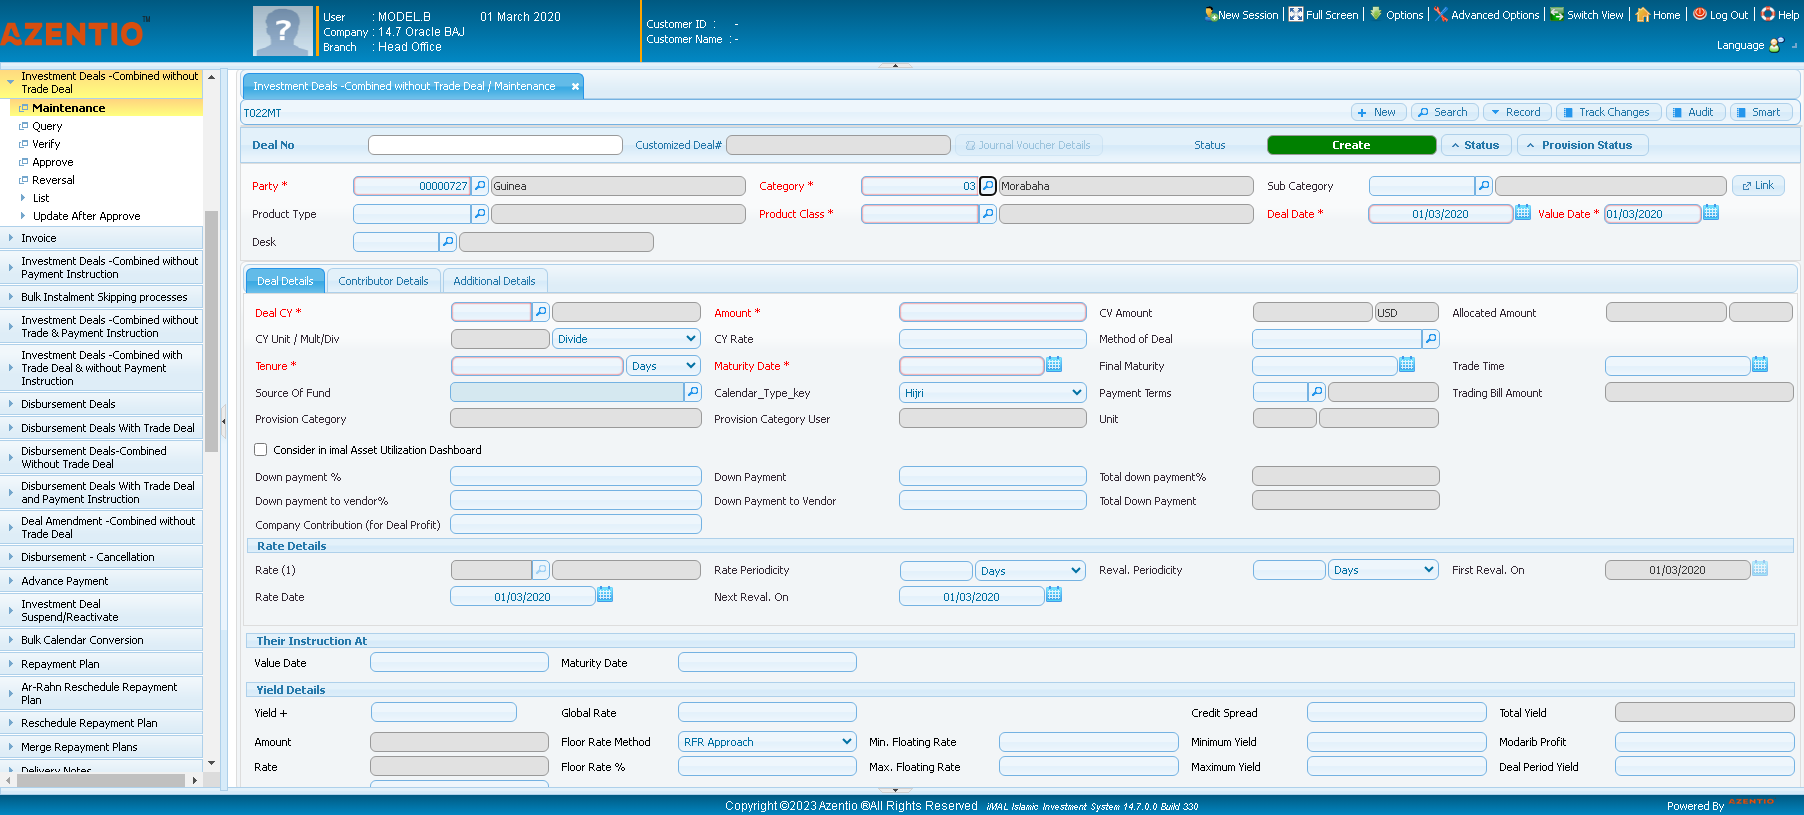 AZENTIO™
User : MODEL.B 01 March 2020
Company : 14.7 Oracle BAJ
Branch : Head Office
Customer ID : -
Customer Name : -
New Session Full Screen Options Advanced Options Switch View Home Log Out Help
Language
Investment Deals -Combined without Trade Deal
Maintenance
Query
Verify
Approve
Reversal
List
Update After Approve
Invoice
Investment Deals -Combined without Payment Instruction
Bulk Instalment Skipping processes
Investment Deals -Combined without Trade & Payment Instruction
Investment Deals -Combined with Trade Deal & without Payment Instruction
Disbursement Deals
Disbursement Deals With Trade Deal
Disbursement Deals-Combined Without Trade Deal
Disbursement Deals With Trade Deal and Payment Instruction
Deal Amendment -Combined without Trade Deal
Disbursement - Cancellation
Advance Payment
Investment Deal Suspend/Reactivate
Bulk Calendar Conversion
Repayment Plan
Ar-Rahn Reschedule Repayment Plan
Reschedule Repayment Plan
Merge Repayment Plans
Delivery Notes
Investment Deals -Combined without Trade Deal / Maintenance
T022MT New Search Record Track Changes Audit Smart
Deal No Customized Deal# Journal Voucher Details Status Create Status Provision Status
Party * 00000727 Guinea Category * 03 Morabaha Sub Category Link
Product Type Product Class * Deal Date * 01/03/2020 Value Date * 01/03/2020
Desk
Deal Details Contributor Details Additional Details
Deal CY * Amount * CV Amount USD Allocated Amount
CY Unit / Mult/Div Divide CY Rate Method of Deal
Tenure * Days Maturity Date * Final Maturity Trade Time
Source Of Fund Calendar_Type_key Hijri Payment Terms Trading Bill Amount
Provision Category Provision Category User Unit
Consider in imal Asset Utilization Dashboard
Down payment % Down Payment Total down payment%
Down payment to vendor% Down Payment to Vendor Total Down Payment
Company Contribution (for Deal Profit)
Rate Details
Rate (1) Rate Periodicity Days Reval. Periodicity Days First Reval. On 01/03/2020
Rate Date 01/03/2020 Next Reval. On 01/03/2020
Their Instruction At
Value Date Maturity Date
Yield Details
Yield + Global Rate Credit Spread Total Yield
Amount Floor Rate Method RFR Approach Min. Floating Rate Minimum Yield Modarib Profit
Rate Floor Rate % Max. Floating Rate Maximum Yield Deal Period Yield
Copyright ©2023 Azentio ®All Rights Reserved iMAL Islamic Investment System 14.7.0.0 Build 330
Powered By AZENTIO